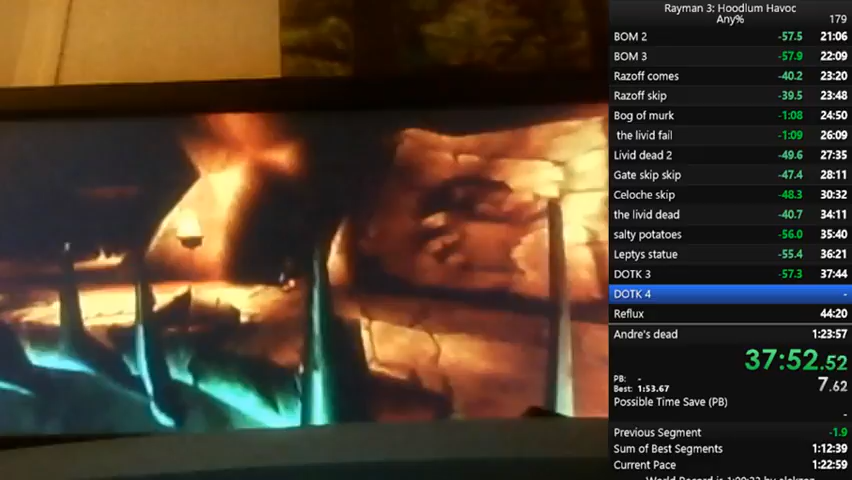 Rayman 3: Hoodlum Havoc
Any% 179
BOM 2 -57.5 21:06
BOM 3 -57.9 22:09
Razoff comes -40.2 23:20
Razoff skip -39.5 23:48
Bog of murk -1:08 24:50
the livid fail -1:09 26:09
Livid dead 2 -49.6 27:35
Gate skip skip -47.4 28:11
Celoche skip -48.3 30:32
the livid dead -40.7 34:11
salty potatoes -56.0 35:40
Leptys statue -55.4 36:21
DOTK 3 -57.3 37:44
DOTK 4 -
Reflux 44:20
Andre's dead 1:23:57
37:52.52
PB: -
Best: 1:53.67 7.62
Possible Time Save (PB)
-
Previous Segment -1.9
Sum of Best Segments 1:12:39
Current Pace 1:22:59
World Record is